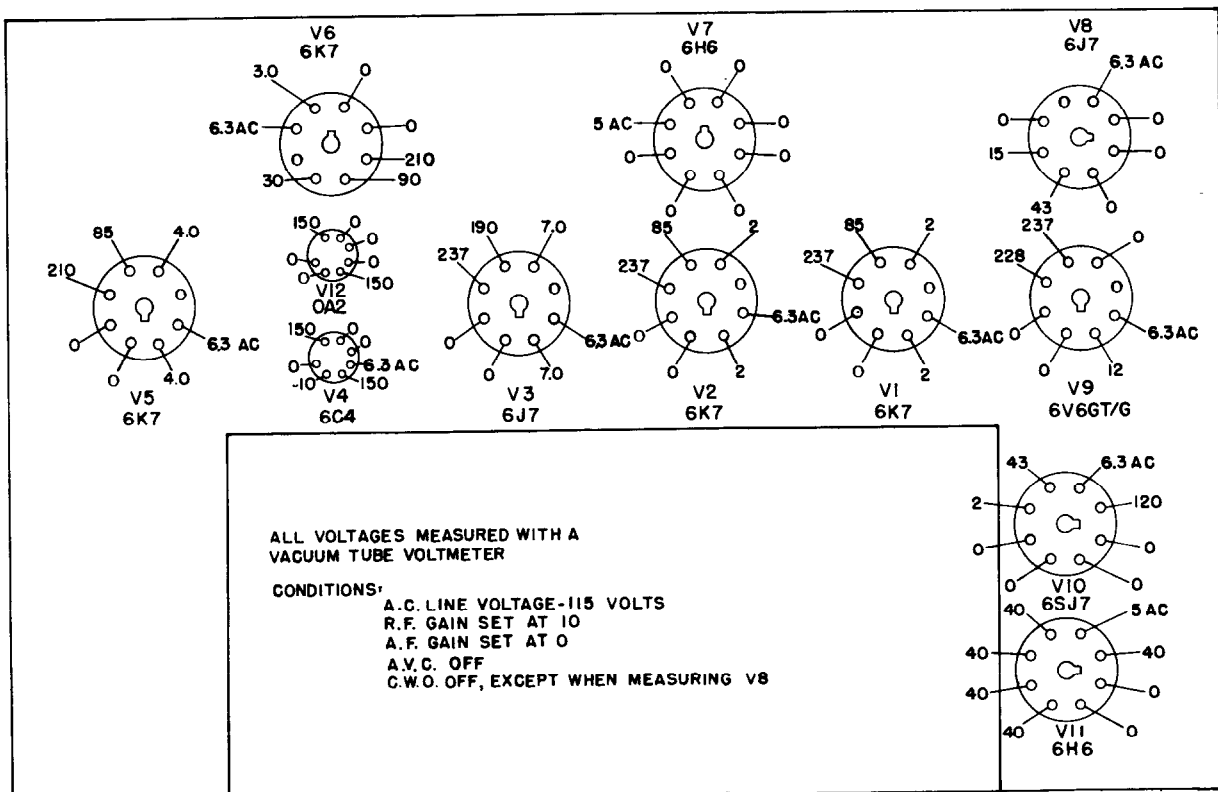 V6
6K7
3.0
0
6.3AC
0
210
30
90
V7
6H6
0
0
5 AC
0
0
0
0
0
V8
6J7
6.3 AC
0
0
15
0
43
0
85
4.0
210
0
6.3 AC
0
4.0
V5
6K7
150
0
0
0
0
0
150
V12
OA2
150
0
0
0
6.3AC
-10
150
V4
6C4
190
7.0
237
0
6.3AC
0
7.0
V3
6J7
85
2
237
0
6.3AC
0
2
V2
6K7
85
2
237
0
6.3AC
0
2
V1
6K7
237
0
228
0
6.3AC
0
12
V9
6V6GT/G
43
6.3 AC
2
120
0
0
0
0
V10
6SJ7
40
5 AC
40
40
40
0
40
0
V11
6H6
ALL VOLTAGES MEASURED WITH A
VACUUM TUBE VOLTMETER
CONDITIONS:
A.C. LINE VOLTAGE-115 VOLTS
R.F. GAIN SET AT 10
A.F. GAIN SET AT 0
A.V.C. OFF
C.W.O. OFF, EXCEPT WHEN MEASURING V8